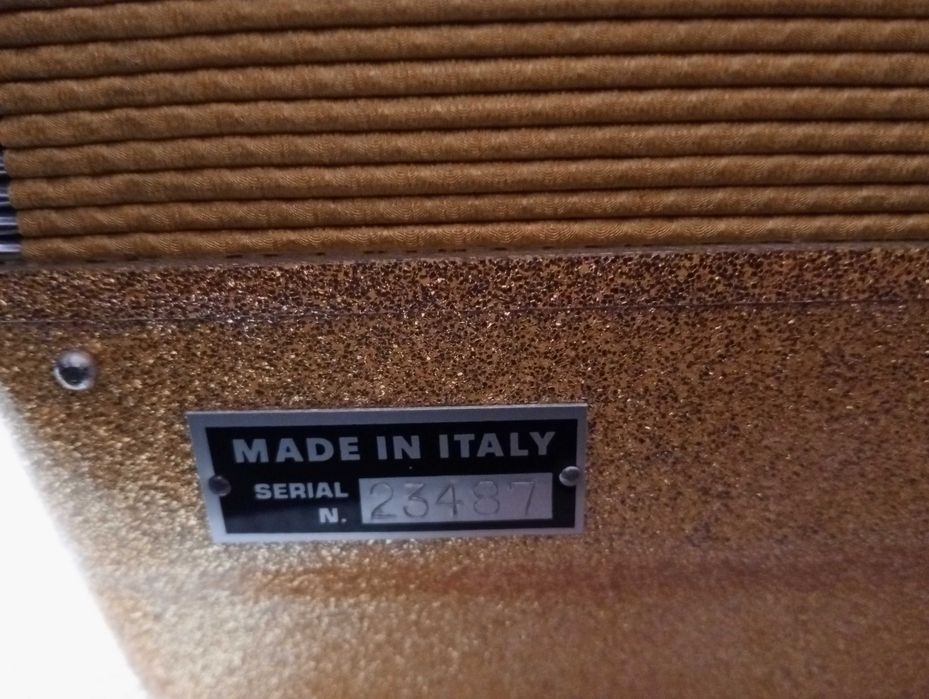 MADE IN ITALY
SERIAL
N. 23487